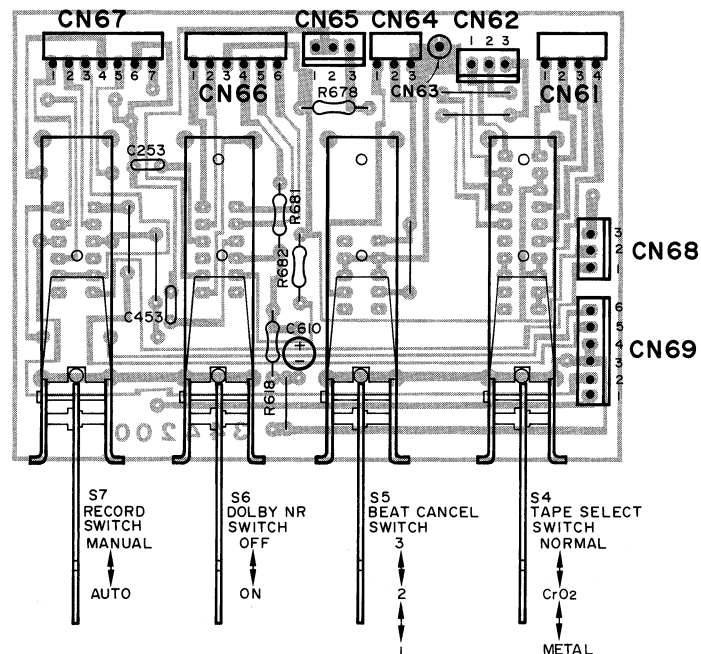 CN67
CN65
CN64
CN62
1 2 3 4 5 6 7
1 2 3 4 5 6
1 2 3
1 2 3
1 2 3
1 2 3 4
CN66
R678
CN63
CN61
C253
R681
R682
3
2
1
CN68
C453
C610
+
-
R618
6
5
4
3
2
1
CN69
344200
S7
RECORD
SWITCH
MANUAL
AUTO
S6
DOLBY NR
SWITCH
OFF
ON
S5
BEAT CANCEL
SWITCH
3
2
1
S4
TAPE SELECT
SWITCH
NORMAL
CrO2
METAL